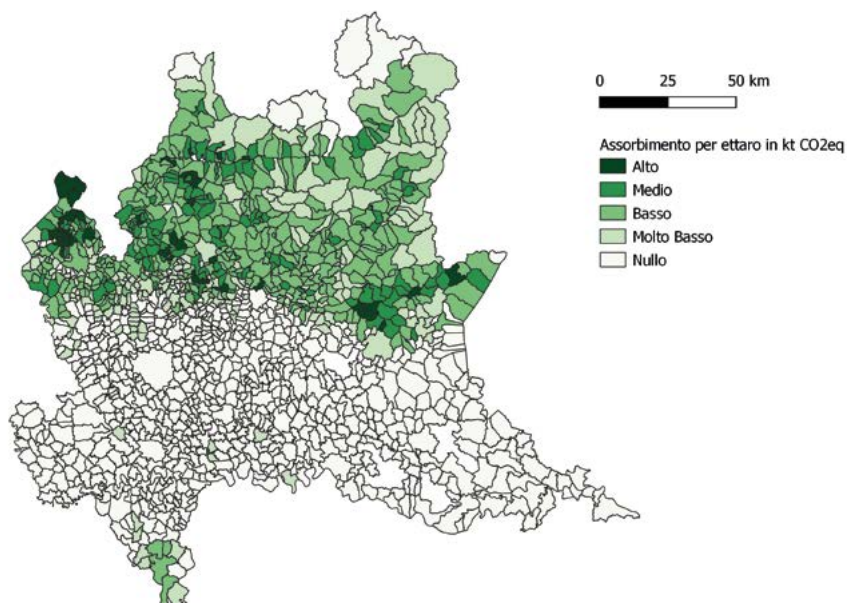 0 25 50 km
Assorbimento per ettaro in kt CO2eq
Alto
Medio
Basso
Molto Basso
Nullo